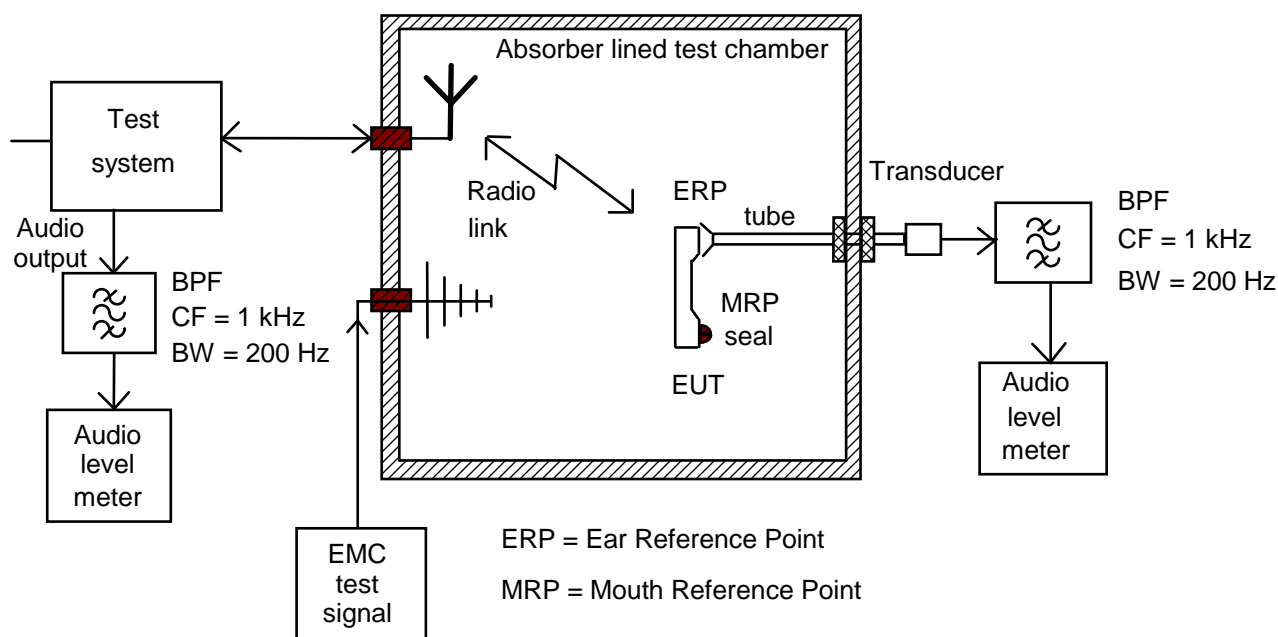 Absorber lined test chamber
Test
system
Radio
link
ERP
tube
Transducer
Audio
output
BPF
CF = 1 kHz
BW = 200 Hz
BPF
CF = 1 kHz
BW = 200 Hz
MRP
seal
EUT
Audio
level
meter
Audio
level
meter
EMC
test
signal
ERP = Ear Reference Point
MRP = Mouth Reference Point